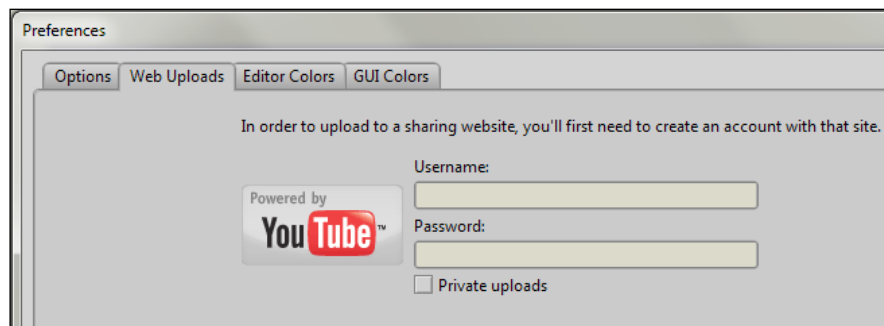 Preferences
Options Web Uploads Editor Colors GUI Colors
In order to upload to a sharing website, you'll first need to create an account with that site.
Username:
Powered by
YouTube™
Password:
Private uploads